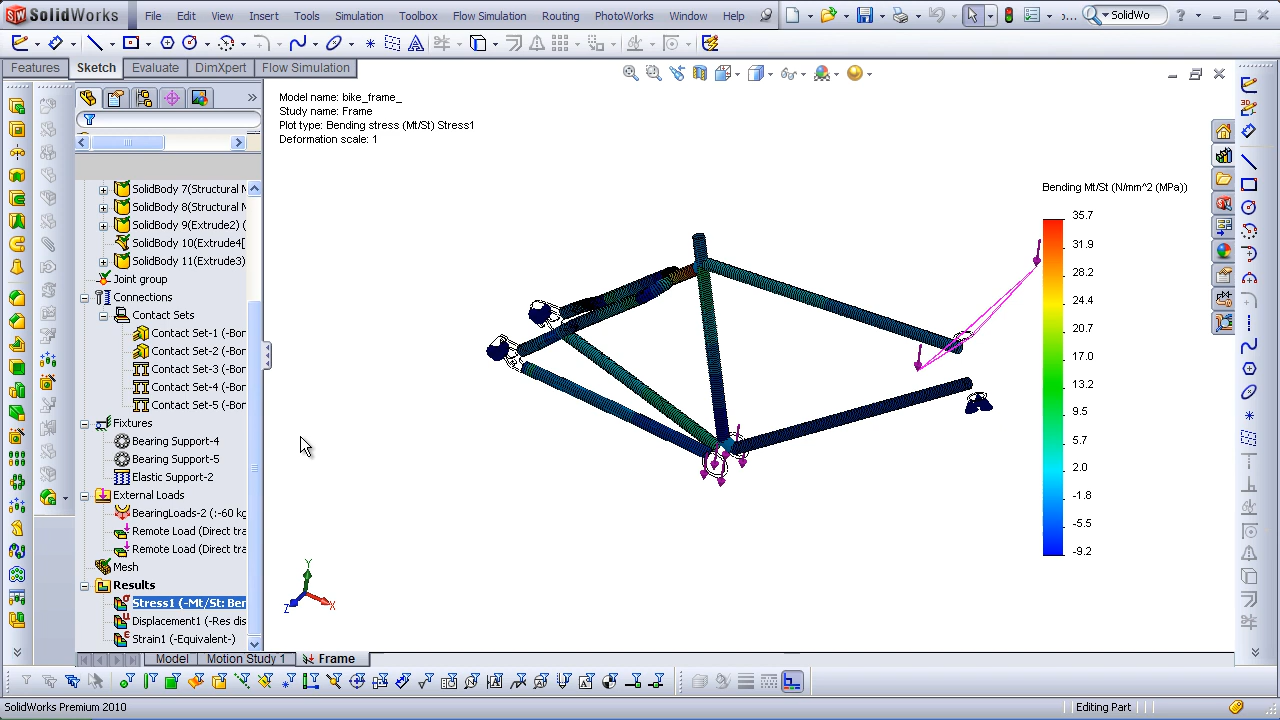 SolidWorks File Edit View Insert Tools Simulation Toolbox Flow Simulation Routing PhotoWorks Window Help SolidWo
Features Sketch Evaluate DimXpert Flow Simulation
Model name: bike_frame_
Study name: Frame
Plot type: Bending stress (Mt/St) Stress1
Deformation scale: 1
SolidBody 7(Structural M
SolidBody 8(Structural M
SolidBody 9(Extrude2) (
SolidBody 10(Extrude4[
SolidBody 11(Extrude3)
Joint group
Connections
Contact Sets
Contact Set-1 (-Bor
Contact Set-2 (-Bor
Contact Set-3 (-Bor
Contact Set-4 (-Bor
Contact Set-5 (-Bor
Fixtures
Bearing Support-4
Bearing Support-5
Elastic Support-2
External Loads
BearingLoads-2 (:-60 kg
Remote Load (Direct tra
Remote Load (Direct tra
Mesh
Results
Stress1 (-Mt/St: Ber
Displacement1 (-Res dis
Strain1 (-Equivalent-)
Bending Mt/St (N/mm^2 (MPa))
35.7
31.9
28.2
24.4
20.7
17.0
13.2
9.5
5.7
2.0
-1.8
-5.5
-9.2
Y
Z X
Model Motion Study 1 Frame
SolidWorks Premium 2010 Editing Part